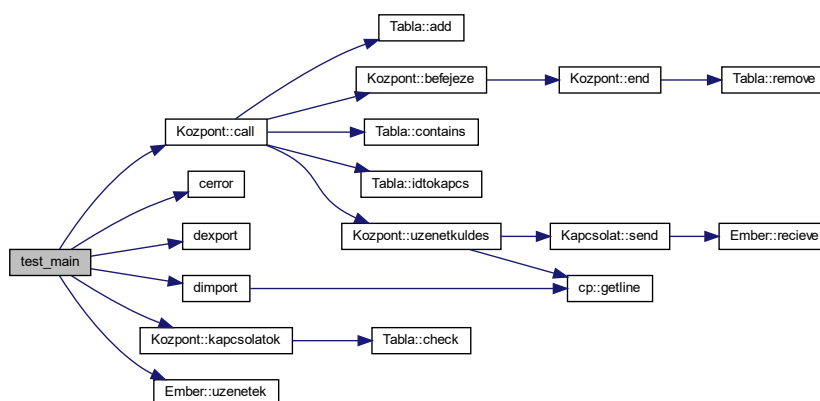 Tabla::add
Kozpont::befejeze
Kozpont::end
Tabla::remove
Kozpont::call
Tabla::contains
cerror
Tabla::idtokapcs
dexport
Kozpont::uzenetkuldes
Kapcsolat::send
Ember::recieve
test_main
dimport
cp::getline
Kozpont::kapcsolatok
Tabla::check
Ember::uzenetek